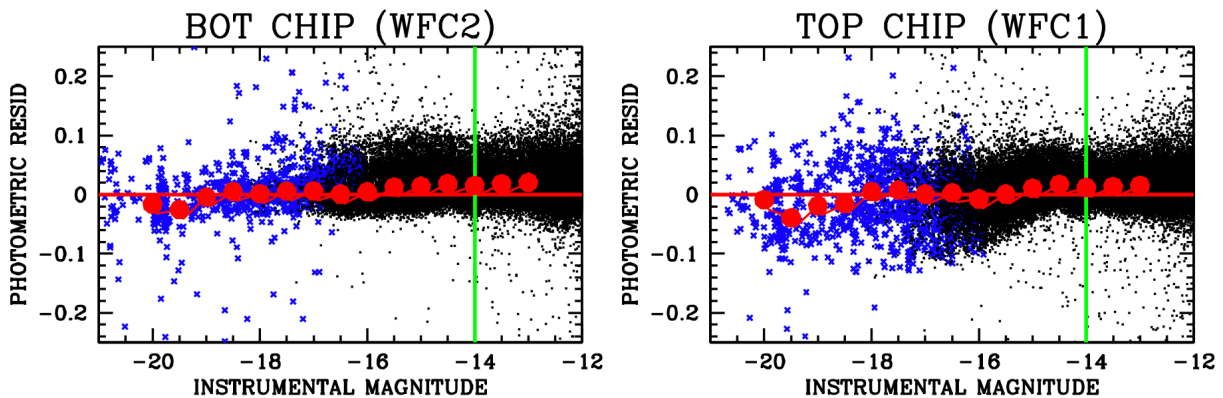 BOT CHIP (WFC2)
PHOTOMETRIC RESID
0.2
0.1
0
−0.1
−0.2
−20 −18 −16 −14 −12
INSTRUMENTAL MAGNITUDE
TOP CHIP (WFC1)
PHOTOMETRIC RESID
0.2
0.1
0
−0.1
−0.2
−20 −18 −16 −14 −12
INSTRUMENTAL MAGNITUDE